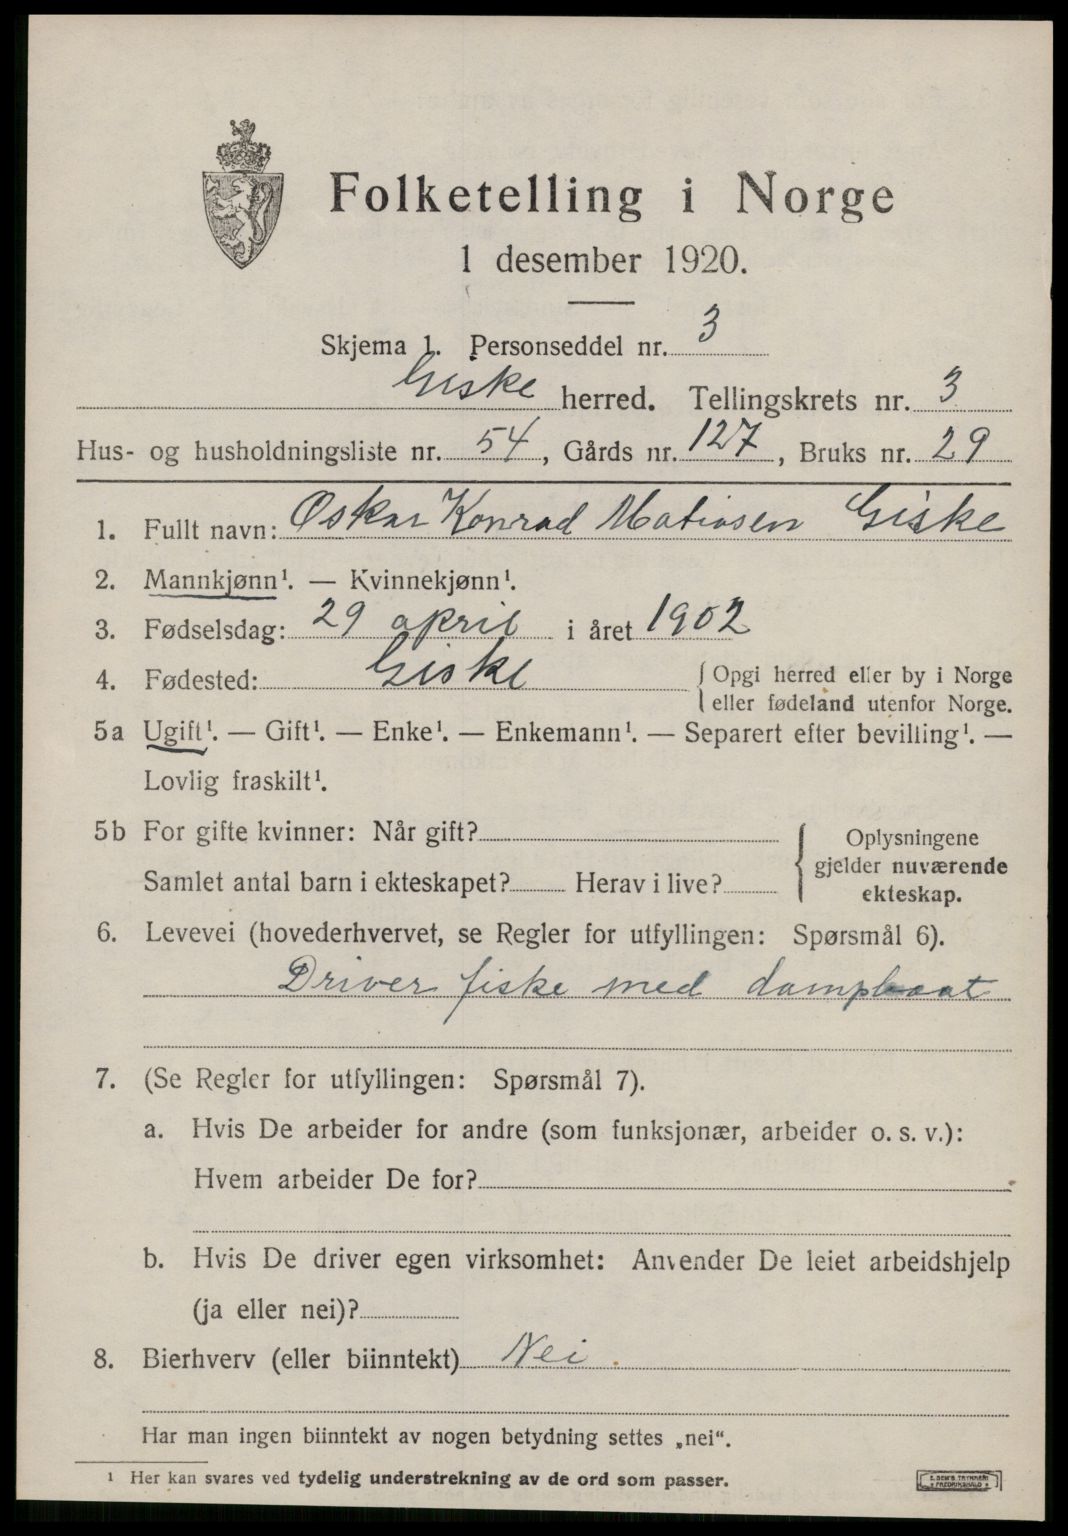 Folketelling i Norge
1 desember 1920.
Skjema 1. Personseddel nr. 3
Giske herred. Tellingskrets nr. 3
Hus- og husholdningsliste nr. 54, Gårds nr. 127, Bruks nr. 29
1. Fullt navn: Oskar Konrad Matiasen Giske
2. Mannkjønn¹. — Kvinnekjønn¹.
3. Fødselsdag: 29 april i året 1902
4. Fødested: Giske { Opgi herred eller by i Norge
eller fødeland utenfor Norge.
5a Ugift¹. — Gift¹. — Enke¹. — Enkemann¹. — Separert efter bevilling¹. —
Lovlig fraskilt¹.
5b For gifte kvinner: Når gift?
Samlet antal barn i ekteskapet? Herav i live?
{ Oplysningene
gjelder nuværende
ekteskap.
6. Levevei (hovederhvervet, se Regler for utfyllingen: Spørsmål 6).
Driver fiske med dampbaat
7. (Se Regler for utfyllingen: Spørsmål 7).
a. Hvis De arbeider for andre (som funksjonær, arbeider o. s. v.):
Hvem arbeider De for?
b. Hvis De driver egen virksomhet: Anvender De leiet arbeidshjelp
(ja eller nei)?
8. Bierhverv (eller biinntekt) Nei.
Har man ingen biinntekt av nogen betydning settes „nei“.
¹ Her kan svares ved tydelig understrekning av de ord som passer.